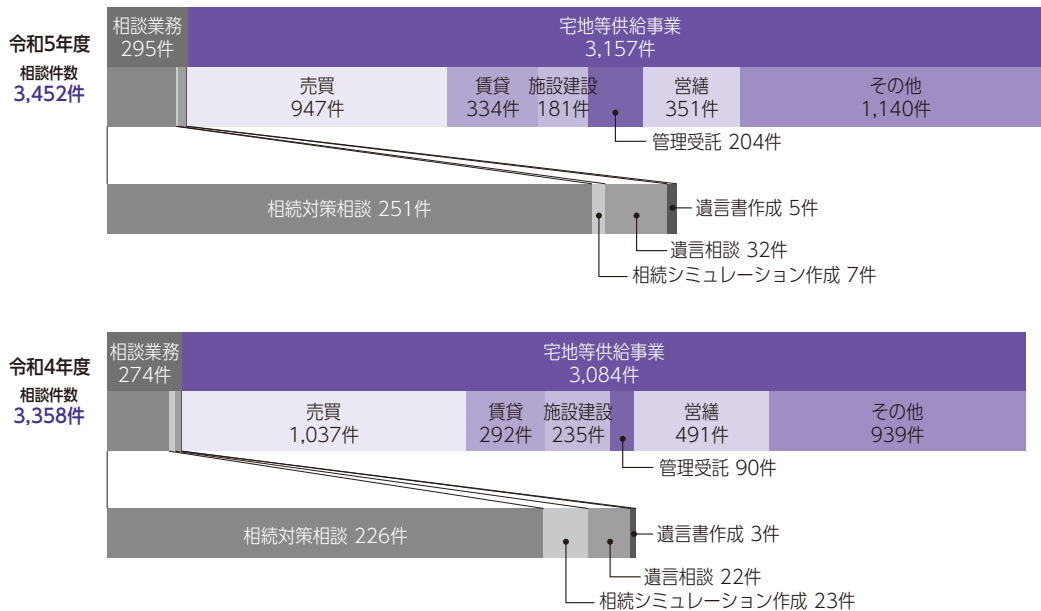 令和5年度
相談件数
3,452件
相談業務
295件
宅地等供給事業
3,157件
売買
947件
賃貸
334件
施設建設
181件
営繕
351件
その他
1,140件
管理受託 204件
相続対策相談 251件
遺言書作成 5件
遺言相談 32件
相続シミュレーション作成 7件
令和4年度
相談件数
3,358件
相談業務
274件
宅地等供給事業
3,084件
売買
1,037件
賃貸
292件
施設建設
235件
営繕
491件
その他
939件
管理受託 90件
相続対策相談 226件
遺言書作成 3件
遺言相談 22件
相続シミュレーション作成 23件